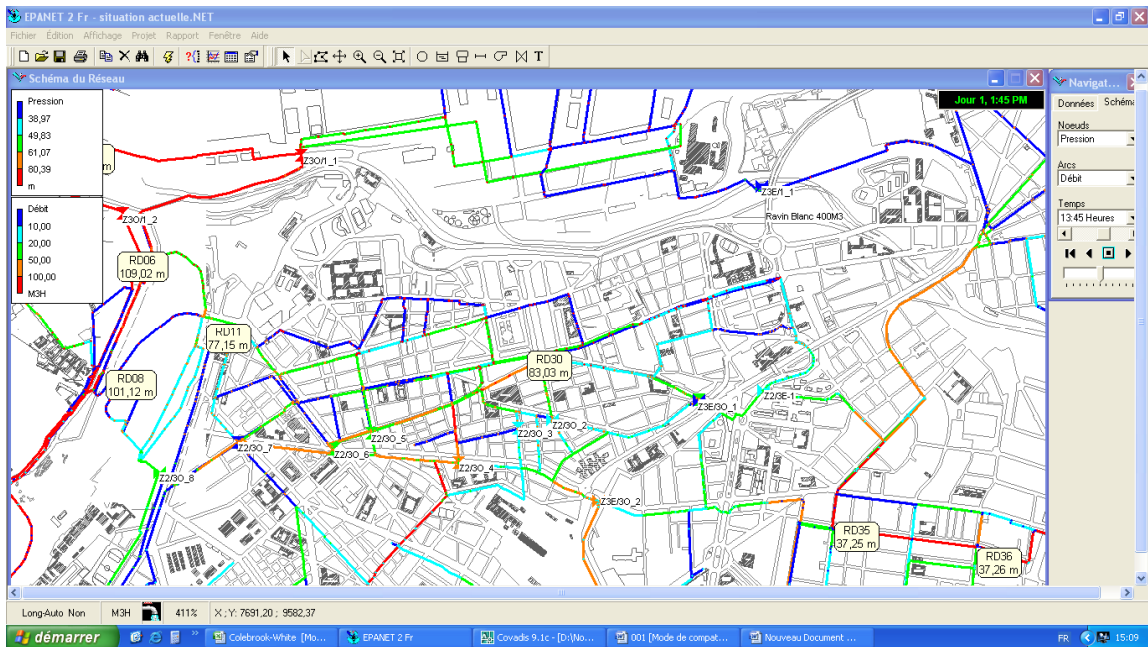 EPANET 2 Fr - situation actuelle.NET
Fichier Édition Affichage Projet Rapport Fenêtre Aide
T
Schéma du Réseau
Pression
38,97
49,83
61,07
80,39
m
Débit
10,00
20,00
50,00
100,00
M3H
Jour 1, 1:45 PM
Navigat...
Données Schéma
Noeuds
Pression
Arcs
Débit
Temps
13:45 Heures
m
Z3O/1_1
Z3O/1_2
Z3E/1_1
Ravin Blanc 400M3
RD06
109,02 m
RD11
77,15 m
RD08
101,12 m
RD30
83,03 m
Z3E/3O_1
Z2/3E-1
Z2/3O_2
Z2/3O_3
Z2/3O_5
Z2/3O_7
Z2/3O_6
Z2/3O_4
Z2/3O_8
Z3E/3O_2
RD35
37,25 m
RD36
37,26 m
Long-Auto Non M3H 411% X ; Y: 7691,20 ; 9582,37
démarrer Colebrook-White [Mo... EPANET 2 Fr Covadis 9.1c - [D:\No... 001 [Mode de compat... Nouveau Document ... FR 15:09